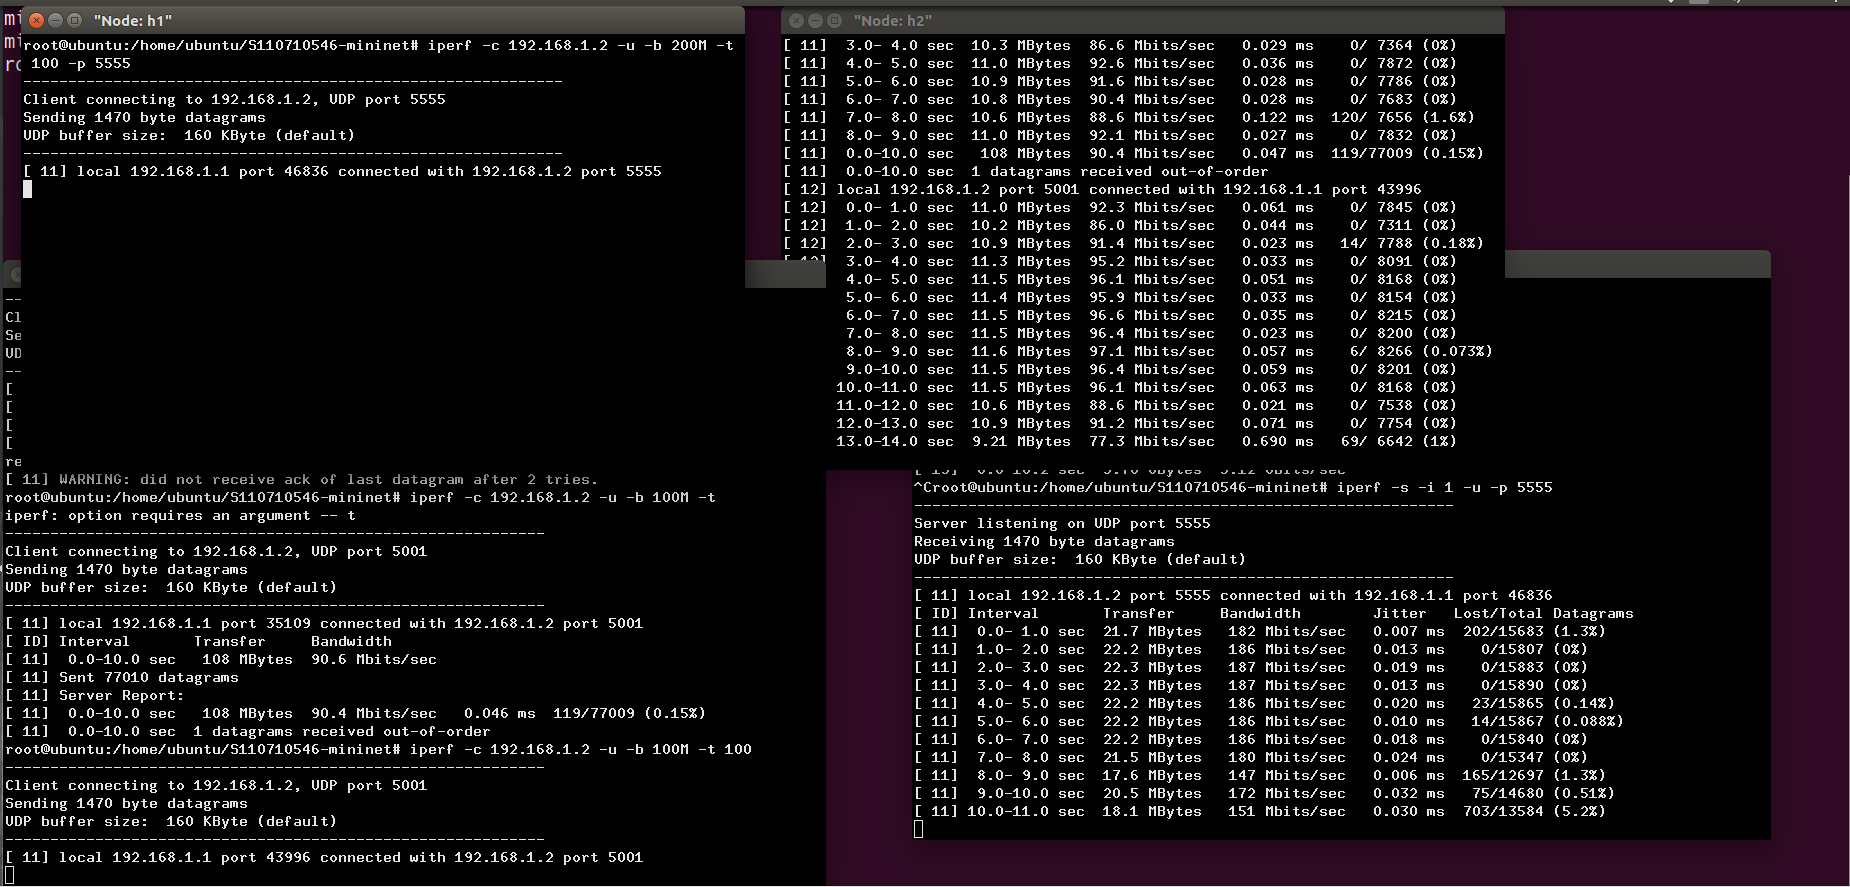 "Node: h1"
root@ubuntu:/home/ubuntu/S110710546-mininet# iperf -c 192.168.1.2 -u -b 200M -t
100 -p 5555
------------------------------------------------------------
Client connecting to 192.168.1.2, UDP port 5555
Sending 1470 byte datagrams
UDP buffer size:  160 KByte (default)
------------------------------------------------------------
[ 11] local 192.168.1.1 port 46836 connected with 192.168.1.2 port 5555
mi
mi
ro
"Node: h2"
[ 11]  3.0- 4.0 sec  10.3 MBytes  86.6 Mbits/sec   0.029 ms    0/ 7364 (0%)
[ 11]  4.0- 5.0 sec  11.0 MBytes  92.6 Mbits/sec   0.036 ms    0/ 7872 (0%)
[ 11]  5.0- 6.0 sec  10.9 MBytes  91.6 Mbits/sec   0.028 ms    0/ 7786 (0%)
[ 11]  6.0- 7.0 sec  10.8 MBytes  90.4 Mbits/sec   0.028 ms    0/ 7683 (0%)
[ 11]  7.0- 8.0 sec  10.6 MBytes  88.6 Mbits/sec   0.122 ms  120/ 7656 (1.6%)
[ 11]  8.0- 9.0 sec  11.0 MBytes  92.1 Mbits/sec   0.027 ms    0/ 7832 (0%)
[ 11]  0.0-10.0 sec   108 MBytes  90.4 Mbits/sec   0.047 ms  119/77009 (0.15%)
[ 11]  0.0-10.0 sec  1 datagrams received out-of-order
[ 12] local 192.168.1.2 port 5001 connected with 192.168.1.1 port 43996
[ 12]  0.0- 1.0 sec  11.0 MBytes  92.3 Mbits/sec   0.061 ms    0/ 7845 (0%)
[ 12]  1.0- 2.0 sec  10.2 MBytes  86.0 Mbits/sec   0.044 ms    0/ 7311 (0%)
[ 12]  2.0- 3.0 sec  10.9 MBytes  91.4 Mbits/sec   0.023 ms   14/ 7788 (0.18%)
[ 12]  3.0- 4.0 sec  11.3 MBytes  95.2 Mbits/sec   0.033 ms    0/ 8091 (0%)
4.0- 5.0 sec  11.5 MBytes  96.1 Mbits/sec   0.051 ms    0/ 8168 (0%)
5.0- 6.0 sec  11.4 MBytes  95.9 Mbits/sec   0.033 ms    0/ 8154 (0%)
6.0- 7.0 sec  11.5 MBytes  96.6 Mbits/sec   0.035 ms    0/ 8215 (0%)
7.0- 8.0 sec  11.5 MBytes  96.4 Mbits/sec   0.023 ms    0/ 8200 (0%)
8.0- 9.0 sec  11.6 MBytes  97.1 Mbits/sec   0.057 ms    6/ 8266 (0.073%)
9.0-10.0 sec  11.5 MBytes  96.4 Mbits/sec   0.059 ms    0/ 8201 (0%)
10.0-11.0 sec  11.5 MBytes  96.1 Mbits/sec   0.063 ms    0/ 8168 (0%)
11.0-12.0 sec  10.6 MBytes  88.6 Mbits/sec   0.021 ms    0/ 7538 (0%)
12.0-13.0 sec  10.9 MBytes  91.2 Mbits/sec   0.071 ms    0/ 7754 (0%)
13.0-14.0 sec  9.21 MBytes  77.3 Mbits/sec   0.690 ms   69/ 6642 (1%)
--
Cl
Se
UD
--
[
[
[
[
re
[ 11] WARNING: did not receive ack of last datagram after 2 tries.
root@ubuntu:/home/ubuntu/S110710546-mininet# iperf -c 192.168.1.2 -u -b 100M -t
iperf: option requires an argument -- t
------------------------------------------------------------
Client connecting to 192.168.1.2, UDP port 5001
Sending 1470 byte datagrams
UDP buffer size:  160 KByte (default)
------------------------------------------------------------
[ 11] local 192.168.1.1 port 35109 connected with 192.168.1.2 port 5001
[ ID] Interval       Transfer     Bandwidth
[ 11]  0.0-10.0 sec   108 MBytes  90.6 Mbits/sec
[ 11] Sent 77010 datagrams
[ 11] Server Report:
[ 11]  0.0-10.0 sec   108 MBytes  90.4 Mbits/sec   0.046 ms  119/77009 (0.15%)
[ 11]  0.0-10.0 sec  1 datagrams received out-of-order
root@ubuntu:/home/ubuntu/S110710546-mininet# iperf -c 192.168.1.2 -u -b 100M -t 100
------------------------------------------------------------
Client connecting to 192.168.1.2, UDP port 5001
Sending 1470 byte datagrams
UDP buffer size:  160 KByte (default)
------------------------------------------------------------
[ 11] local 192.168.1.1 port 43996 connected with 192.168.1.2 port 5001
^Croot@ubuntu:/home/ubuntu/S110710546-mininet# iperf -s -i 1 -u -p 5555
------------------------------------------------------------
Server listening on UDP port 5555
Receiving 1470 byte datagrams
UDP buffer size:  160 KByte (default)
------------------------------------------------------------
[ 11] local 192.168.1.2 port 5555 connected with 192.168.1.1 port 46836
[ ID] Interval       Transfer     Bandwidth        Jitter   Lost/Total Datagrams
[ 11]  0.0- 1.0 sec  21.7 MBytes   182 Mbits/sec   0.007 ms  202/15683 (1.3%)
[ 11]  1.0- 2.0 sec  22.2 MBytes   186 Mbits/sec   0.013 ms    0/15807 (0%)
[ 11]  2.0- 3.0 sec  22.3 MBytes   187 Mbits/sec   0.019 ms    0/15883 (0%)
[ 11]  3.0- 4.0 sec  22.3 MBytes   187 Mbits/sec   0.013 ms    0/15890 (0%)
[ 11]  4.0- 5.0 sec  22.2 MBytes   186 Mbits/sec   0.020 ms   23/15865 (0.14%)
[ 11]  5.0- 6.0 sec  22.2 MBytes   186 Mbits/sec   0.010 ms   14/15867 (0.088%)
[ 11]  6.0- 7.0 sec  22.2 MBytes   186 Mbits/sec   0.018 ms    0/15840 (0%)
[ 11]  7.0- 8.0 sec  21.5 MBytes   180 Mbits/sec   0.024 ms    0/15347 (0%)
[ 11]  8.0- 9.0 sec  17.6 MBytes   147 Mbits/sec   0.006 ms  165/12697 (1.3%)
[ 11]  9.0-10.0 sec  20.5 MBytes   172 Mbits/sec   0.032 ms   75/14680 (0.51%)
[ 11] 10.0-11.0 sec  18.1 MBytes   151 Mbits/sec   0.030 ms  703/13584 (5.2%)